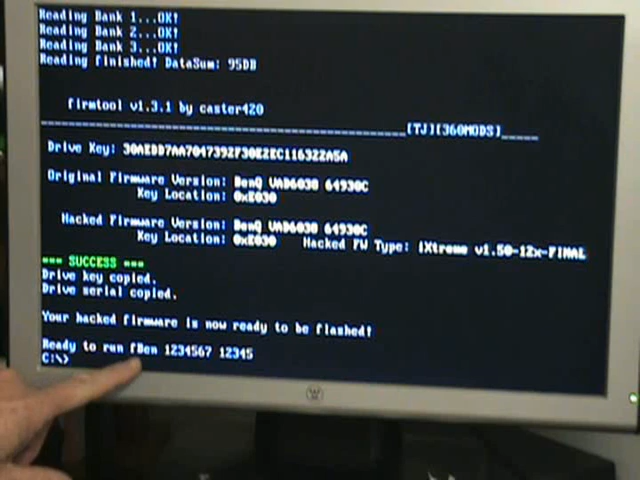 Reading Bank 1...OK!
Reading Bank 2...OK!
Reading Bank 3...OK!
Reading finished! DataSum: 95DB
firmtool v1.3.1 by caster420
[TJ][360MODS]
Drive Key: 30AEDD7AA704739ZF30E2EC11632ZA5A
Original Firmware Version: BenQ VAD6038 64930C
Key Location: 0xE030
Hacked Firmware Version: BenQ VAD6038 64930C
Key Location: 0xE030 Hacked FW Type: iXtreme v1.50-12x-FINAL
=== SUCCESS ===
Drive key copied.
Drive serial copied.
Your hacked firmware is now ready to be flashed!
Ready to run fBen 1234567 12345
C:\>